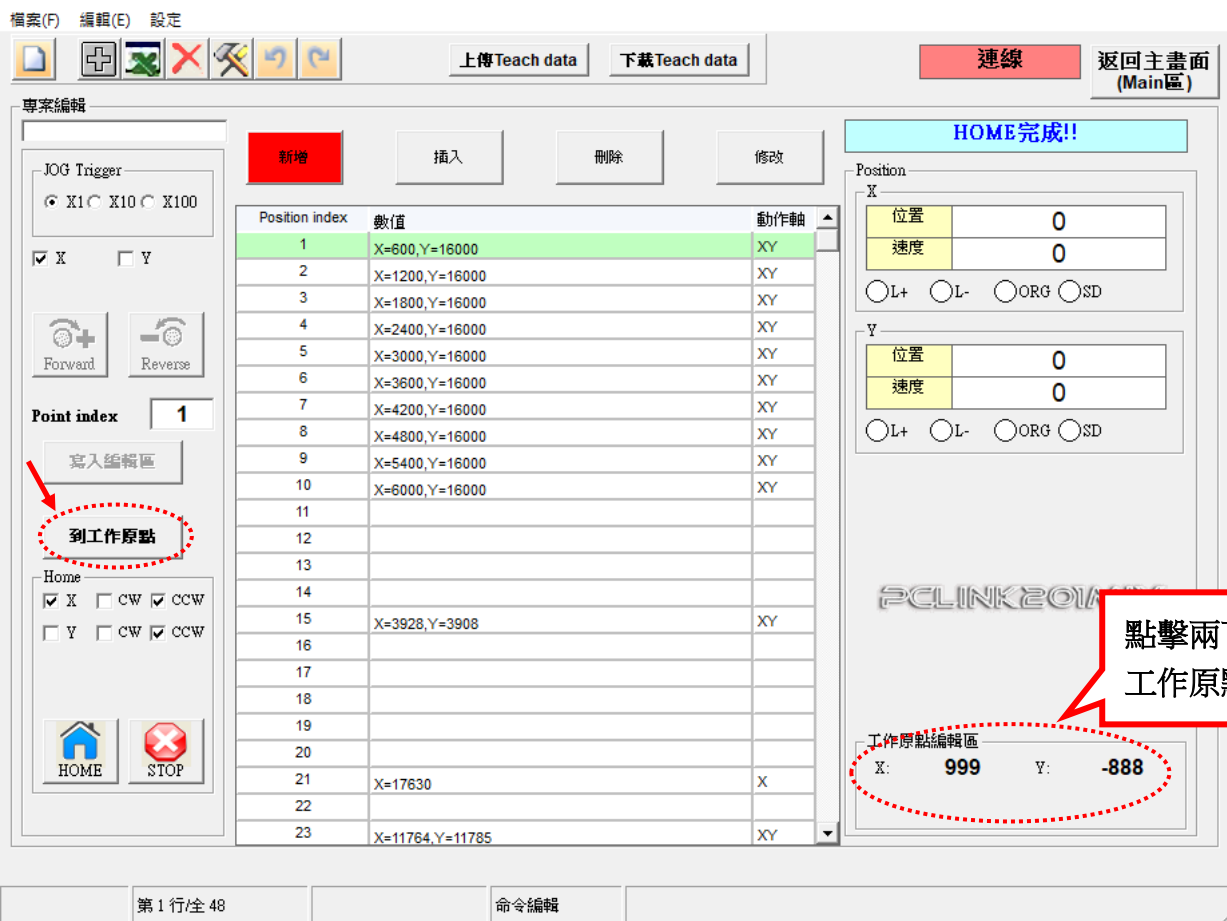 檔案(F) 編輯(E) 設定
上傳Teach data 下載Teach data 連線 返回主畫面
(Main區)
專案編輯
JOG Trigger
X1 X10 X100
X Y
Forward Reverse
Point index 1
寫入編輯區
到工作原點
Home
X CW CCW
Y CW CCW
HOME STOP
新增 插入 刪除 修改
Position index 數值 動作軸
1 X=600,Y=16000 XY
2 X=1200,Y=16000 XY
3 X=1800,Y=16000 XY
4 X=2400,Y=16000 XY
5 X=3000,Y=16000 XY
6 X=3600,Y=16000 XY
7 X=4200,Y=16000 XY
8 X=4800,Y=16000 XY
9 X=5400,Y=16000 XY
10 X=6000,Y=16000 XY
11
12
13
14
15 X=3928,Y=3908 XY
16
17
18
19
20
21 X=17630 X
22
23 X=11764,Y=11785 XY
HOME完成!!
Position
X
位置 0
速度 0
L+ L- ORG SD
Y
位置 0
速度 0
L+ L- ORG SD
點擊兩
工作原
工作原點編輯區
X: 999 Y: -888
第 1 行/全 48 命令編輯